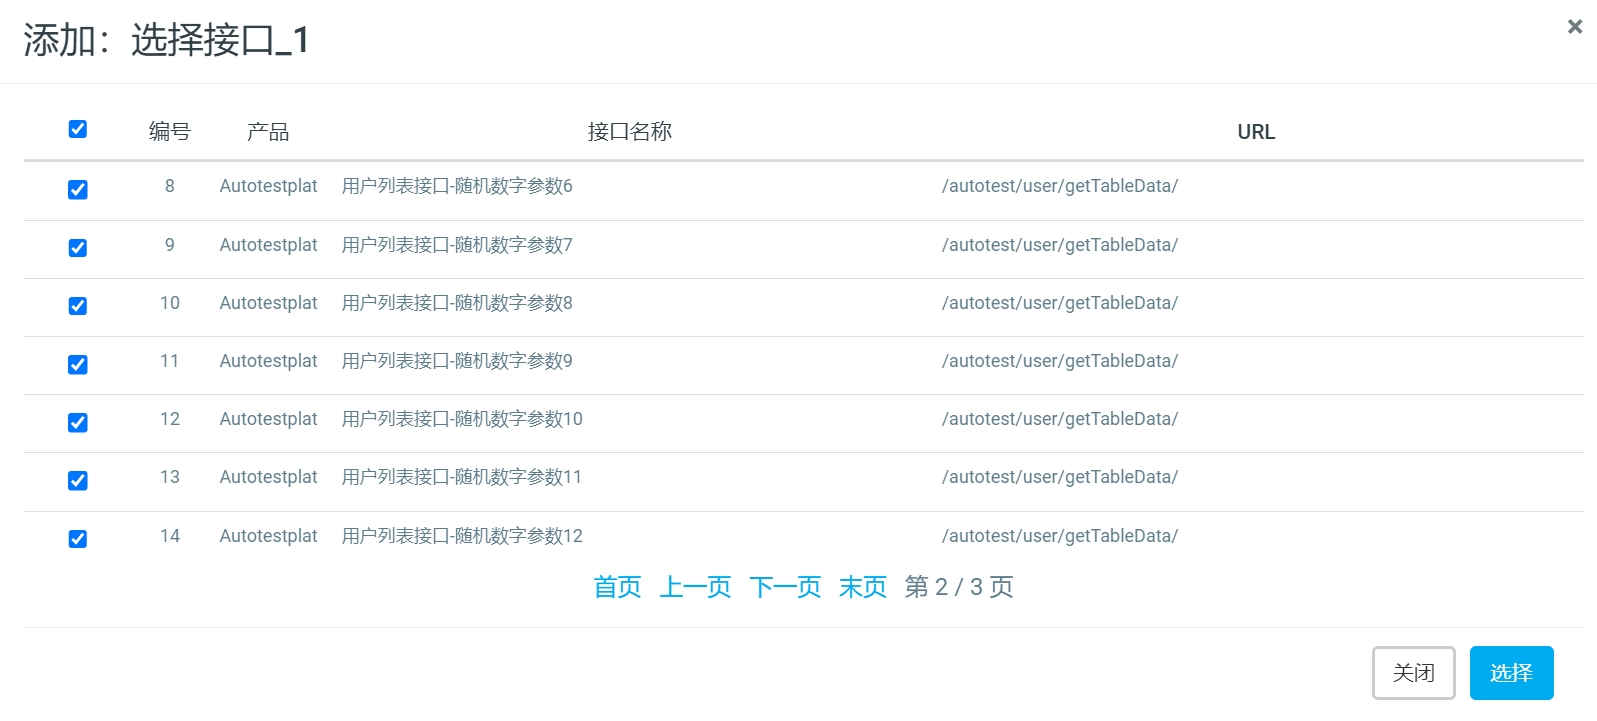 添加：选择接口_1
×
编号 产品 接口名称 URL
8 Autotestplat 用户列表接口-随机数字参数6 /autotest/user/getTableData/
9 Autotestplat 用户列表接口-随机数字参数7 /autotest/user/getTableData/
10 Autotestplat 用户列表接口-随机数字参数8 /autotest/user/getTableData/
11 Autotestplat 用户列表接口-随机数字参数9 /autotest/user/getTableData/
12 Autotestplat 用户列表接口-随机数字参数10 /autotest/user/getTableData/
13 Autotestplat 用户列表接口-随机数字参数11 /autotest/user/getTableData/
14 Autotestplat 用户列表接口-随机数字参数12 /autotest/user/getTableData/
首页 上一页 下一页 末页 第 2 / 3 页
关闭 选择